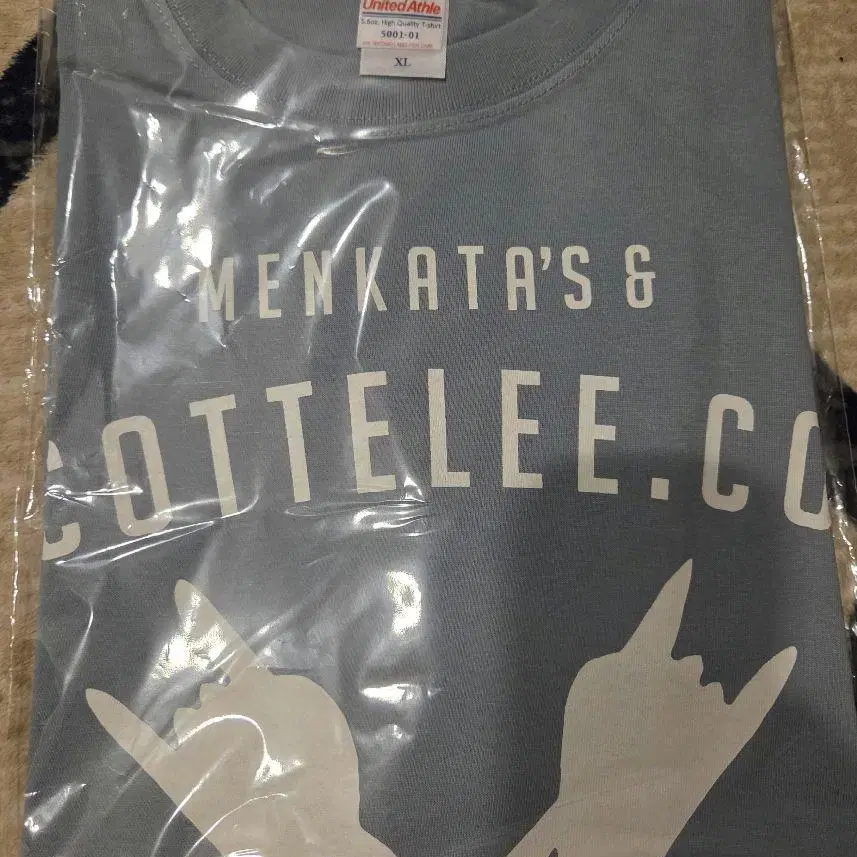 United Athle
5.6oz. High Quality T-shirt
5001-01
XL
MENKATA'S &
COTTELEE.CO